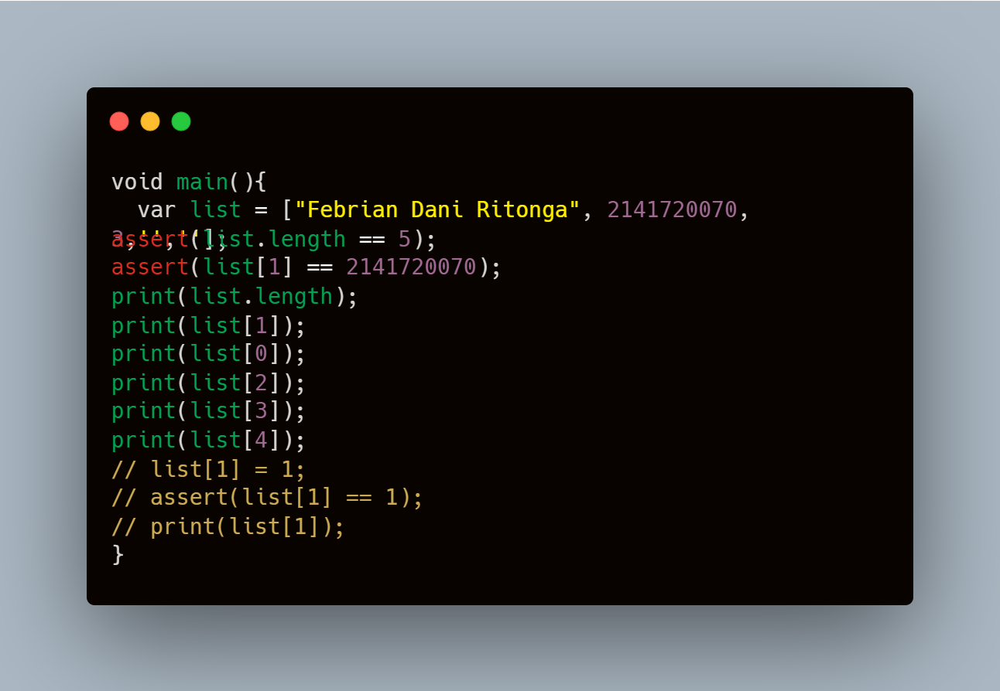 void main(){
  var list = ["Febrian Dani Ritonga", 2141720070,
3,'',''];
assert(list.length == 5);
assert(list[1] == 2141720070);
print(list.length);
print(list[1]);
print(list[0]);
print(list[2]);
print(list[3]);
print(list[4]);
// list[1] = 1;
// assert(list[1] == 1);
// print(list[1]);
}